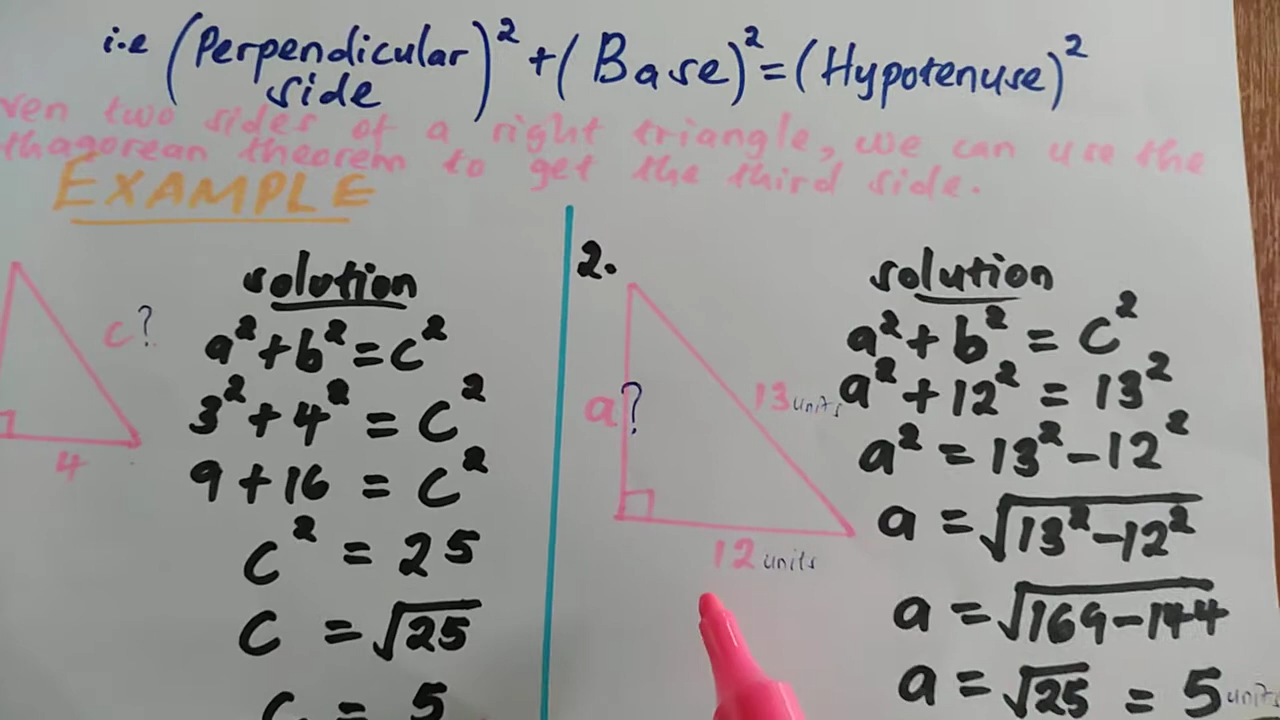 i.e (Perpendicular side)² + (Base)² = (Hypotenuse)²
ven two sides of a right triangle, we can use the
thagorean theorem to get the third side.
EXAMPLE
c?
4
solution
a² + b² = c²
3² + 4² = c²
9 + 16 = c²
c² = 25
c = √25
c = 5
2.
a?
13 units
12 units
solution
a² + b² = c²
a² + 12² = 13²
a² = 13² - 12²
a = √13² - 12²
a = √169 - 144
a = √25 = 5 units